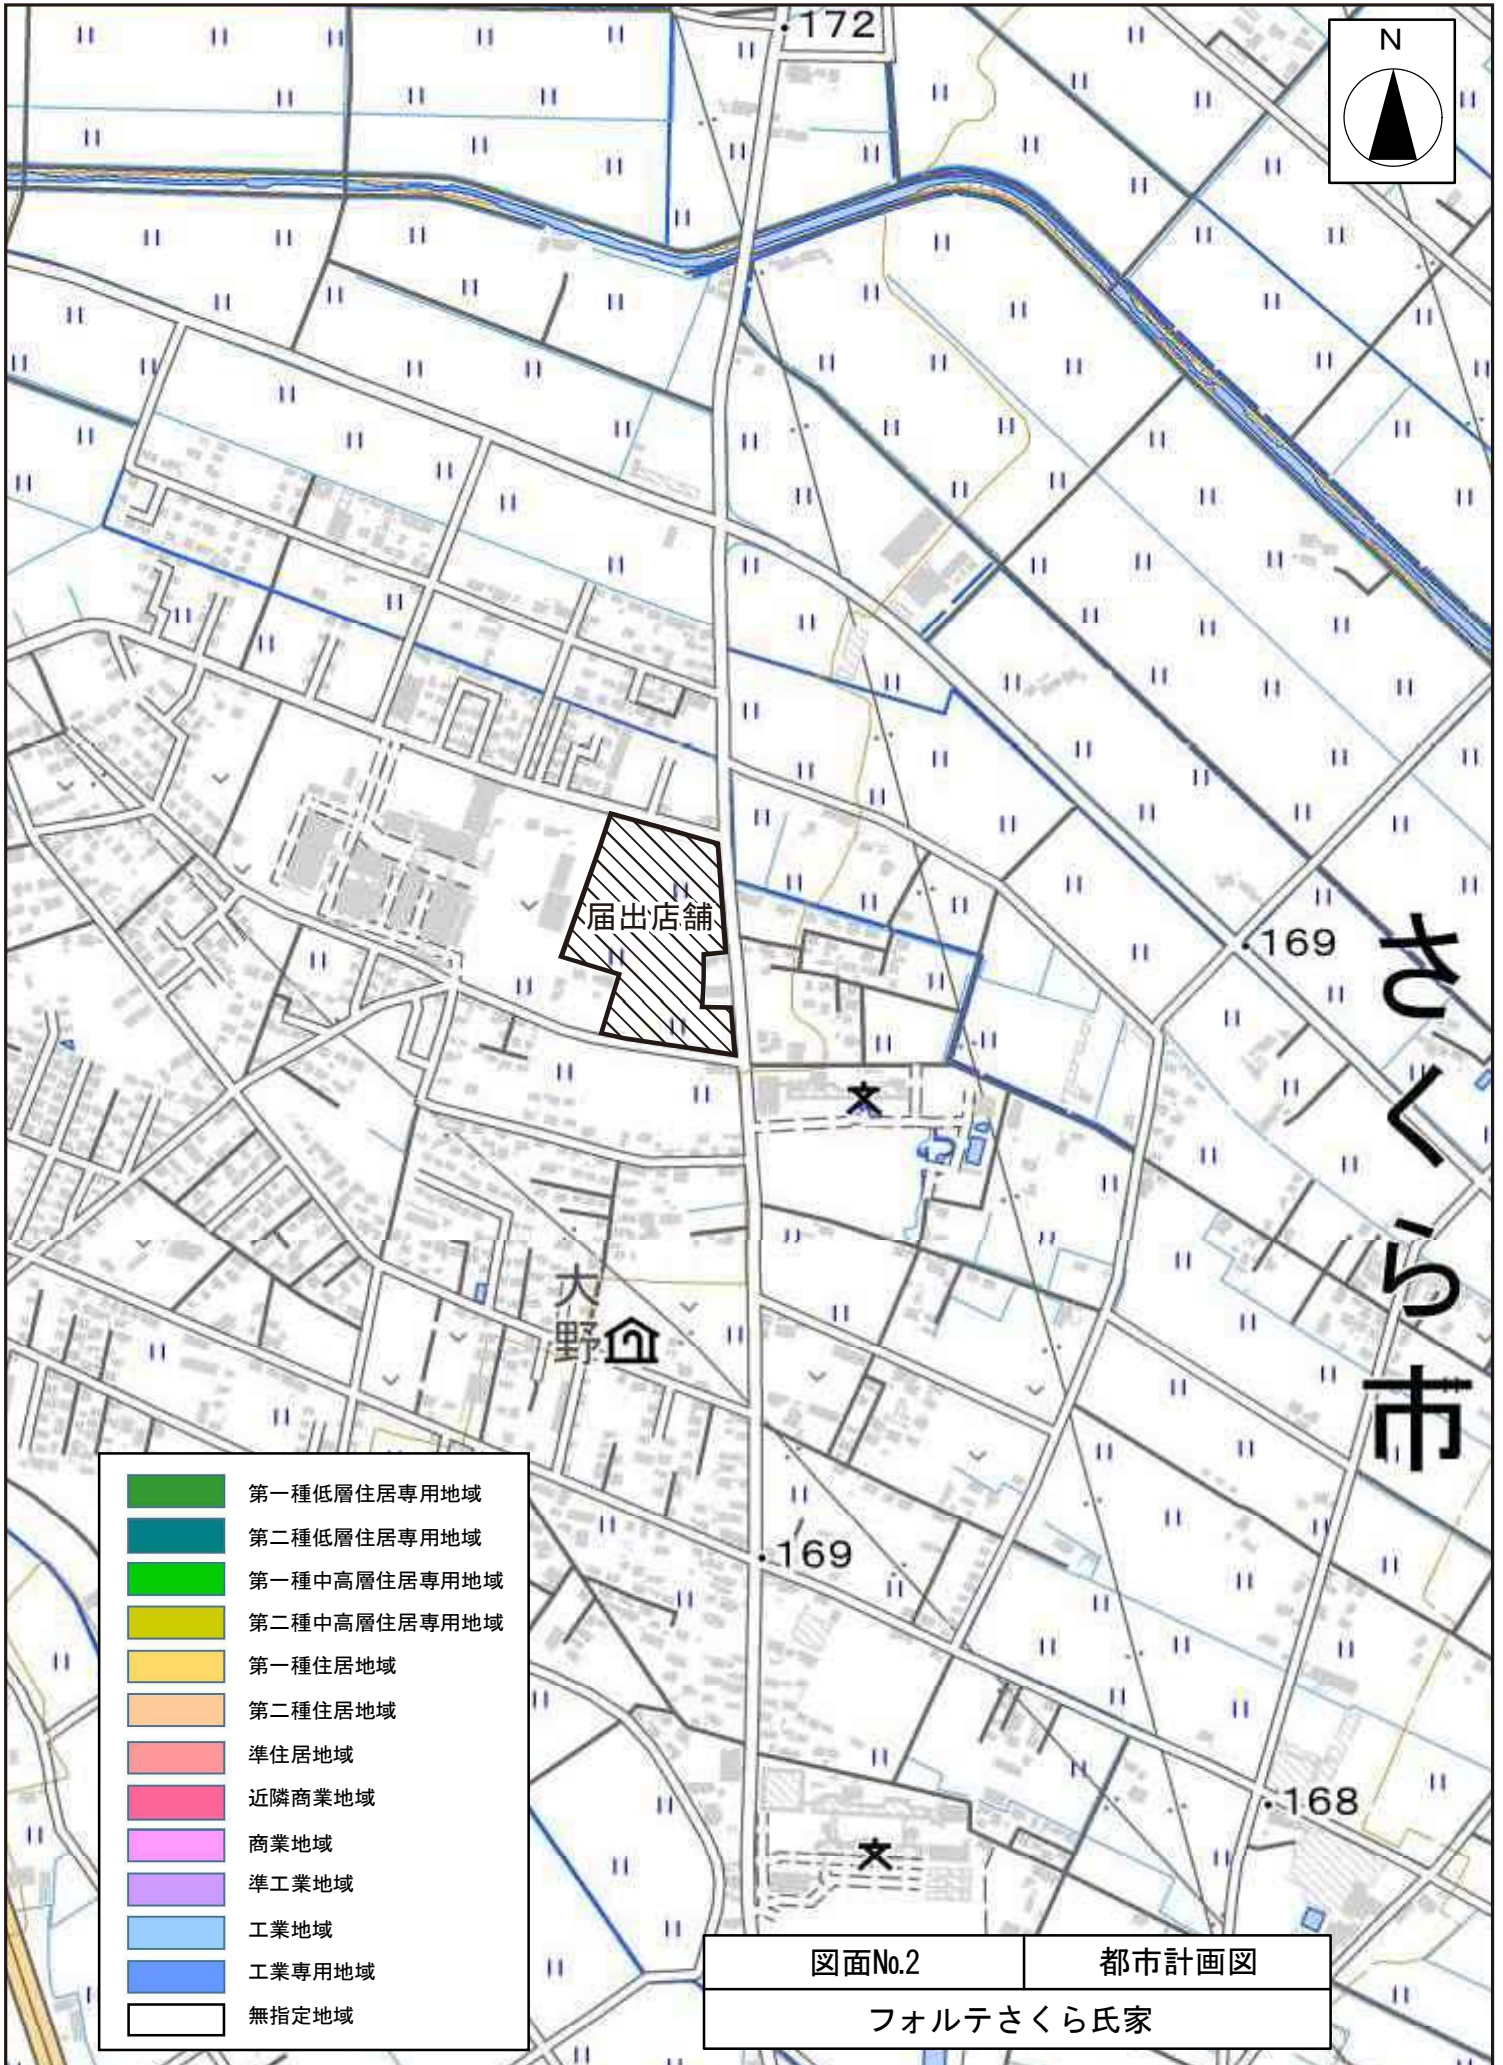 172
N
届出店舗
169
さくら市
大野
169
168
第一種低層住居専用地域
第二種低層住居専用地域
第一種中高層住居専用地域
第二種中高層住居専用地域
第一種住居地域
第二種住居地域
準住居地域
近隣商業地域
商業地域
準工業地域
工業地域
工業専用地域
無指定地域
図面No.2
都市計画図
フォルテさくら氏家